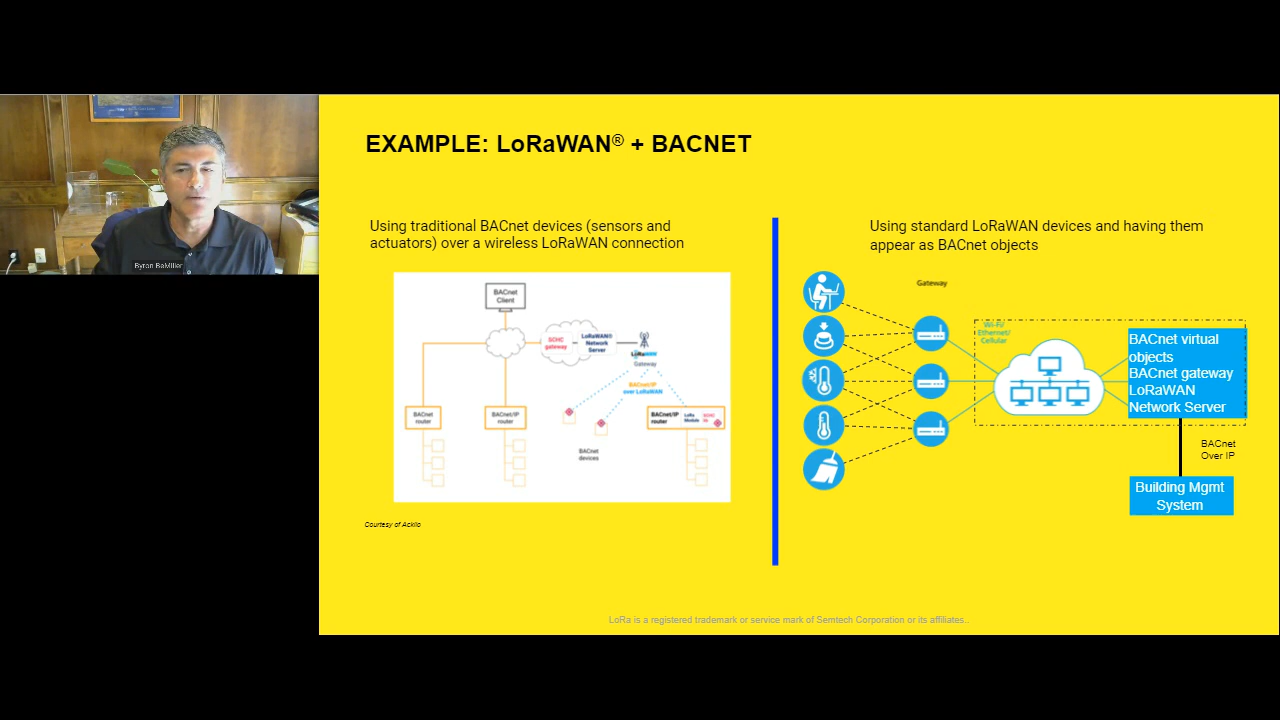 EXAMPLE: LoRaWAN® + BACNET
Using traditional BACnet devices (sensors and
actuators) over a wireless LoRaWAN connection
BACnet
Client
SCHC
gateway
LoRaWAN®
Network
Server
LoRaWAN
Gateway
BACnet/IP
over LoRaWAN
BACnet
router
BACnet/IP
router
BACnet
devices
BACnet/IP
router
LoRa
Module
SCHC
Courtesy of Acklio
Using standard LoRaWAN devices and having them
appear as BACnet objects
Gateway
Wi-Fi/
Ethernet/
Cellular
BACnet virtual
objects
BACnet gateway
LoRaWAN
Network Server
BACnet
Over IP
Building Mgmt
System
Byron BeMiller
LoRa is a registered trademark or service mark of Semtech Corporation or its affiliates..